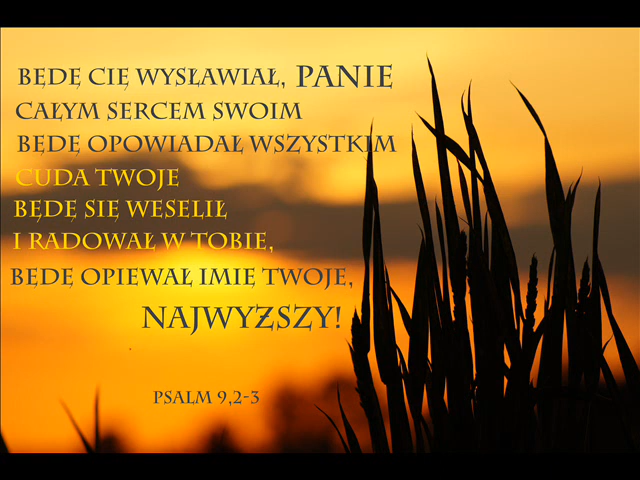 BĘDĘ CIĘ WYSŁAWIAŁ, PANIE
CAŁYM SERCEM SWOIM
BĘDĘ OPOWIADAŁ WSZYSTKIM
CUDA TWOJE
BĘDĘ SIĘ WESELIŁ
I RADOWAŁ W TOBIE,
BĘDĘ OPIEWAŁ IMIE TWOJE,
NAJWYŻSZY!
PSALM 9,2-3